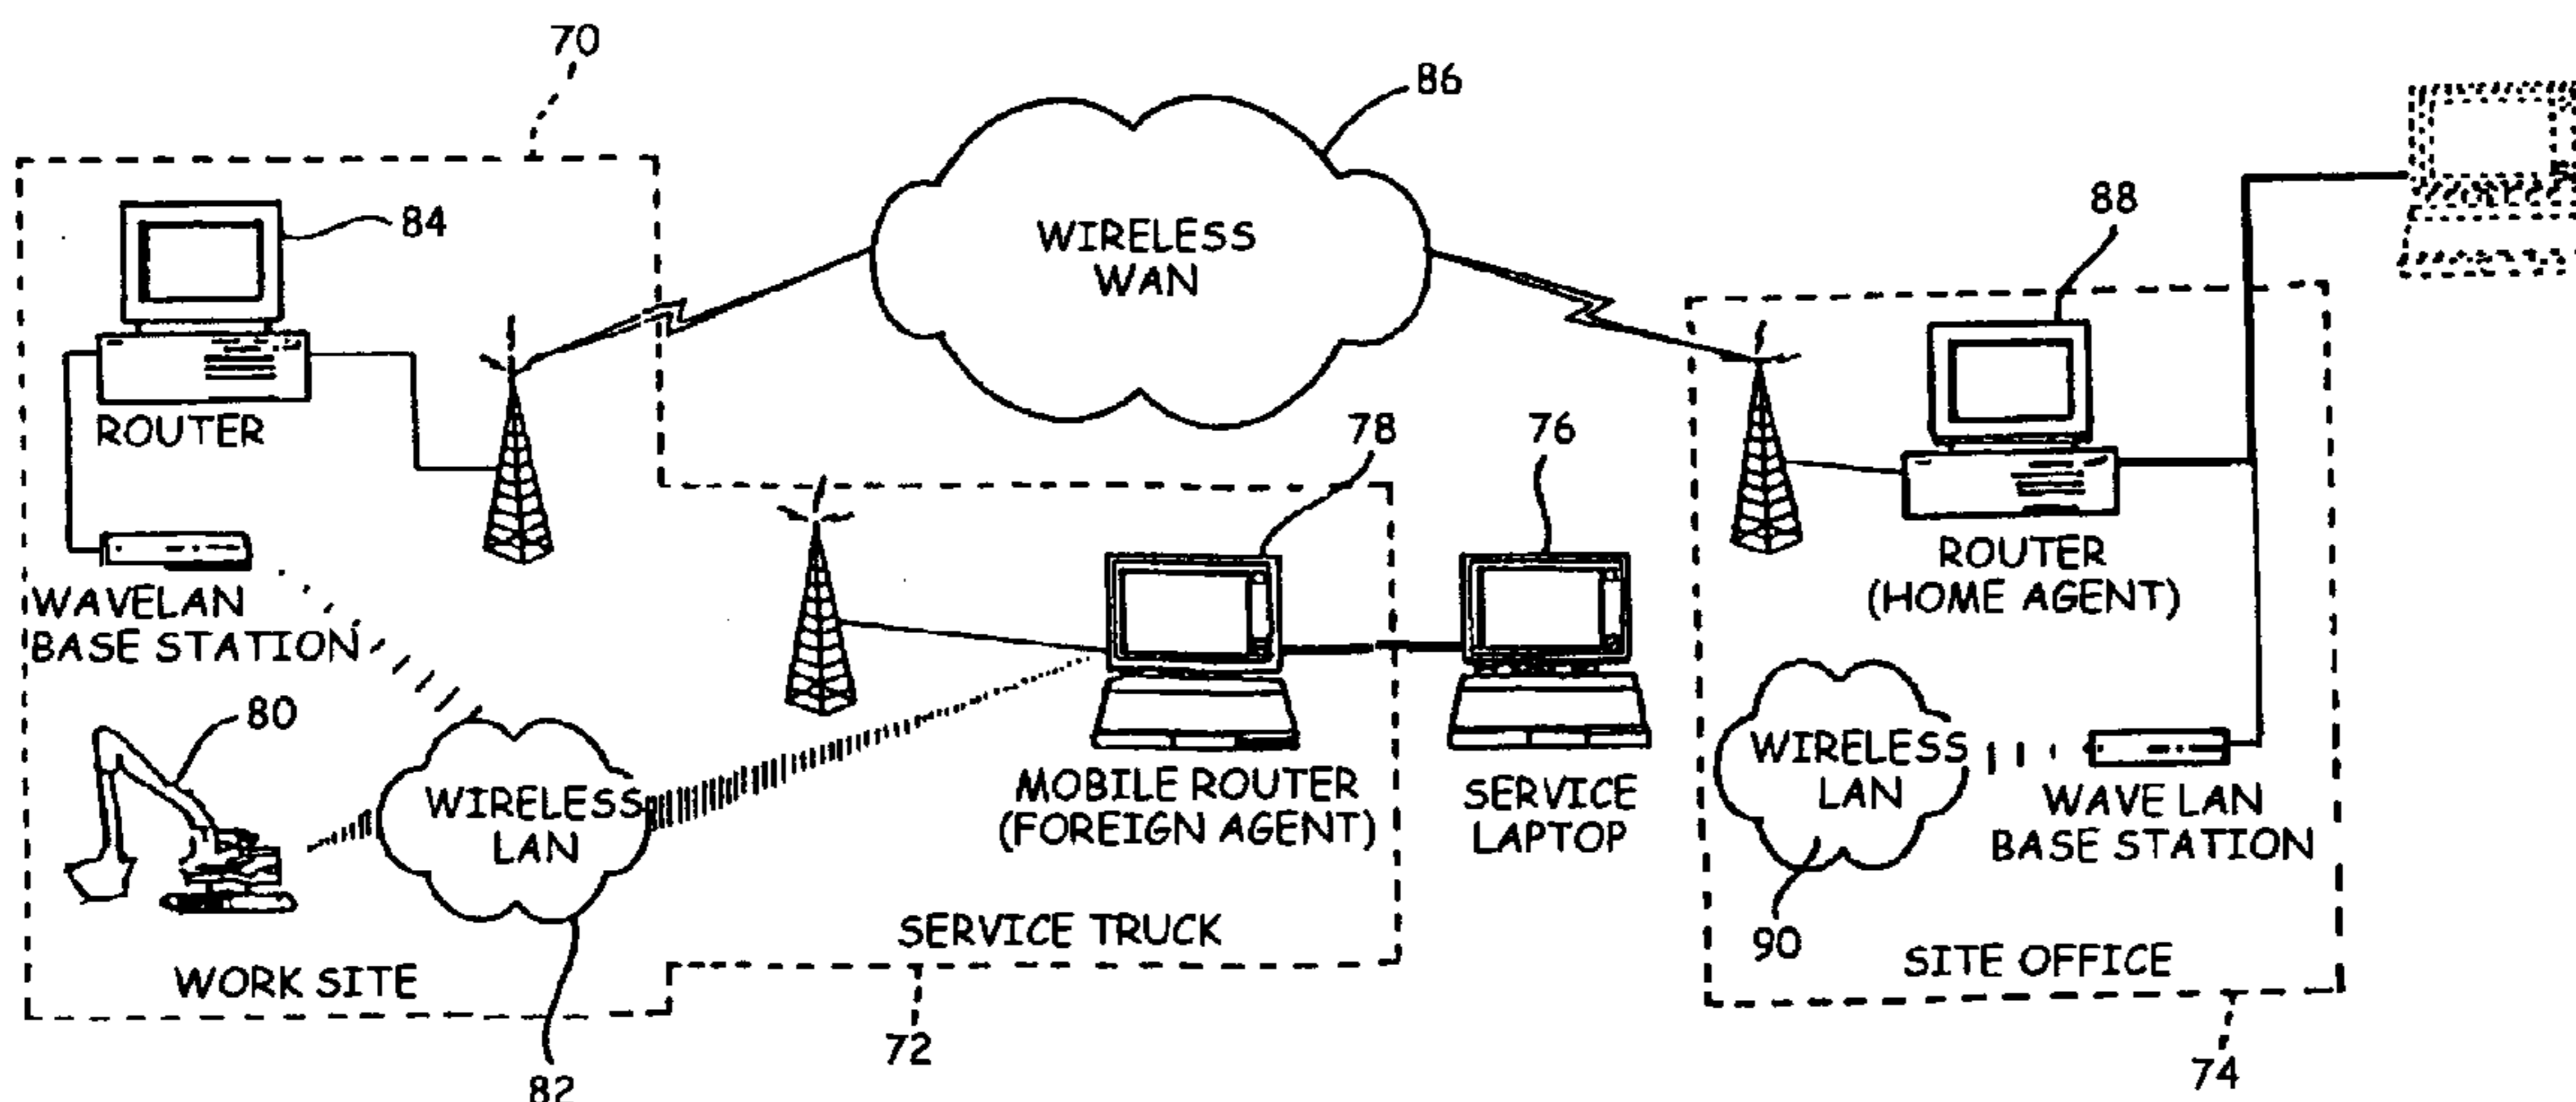 70
86
84
88
WIRELESS
WAN
ROUTER
78
76
WAVELAN
BASE STATION
ROUTER
(HOME AGENT)
80
WIRELESS
LAN
MOBILE ROUTER
(FOREIGN AGENT)
SERVICE
LAPTOP
WIRELESS
LAN
WAVE LAN
BASE STATION
90
SERVICE TRUCK
SITE OFFICE
WORK SITE
72
82
74